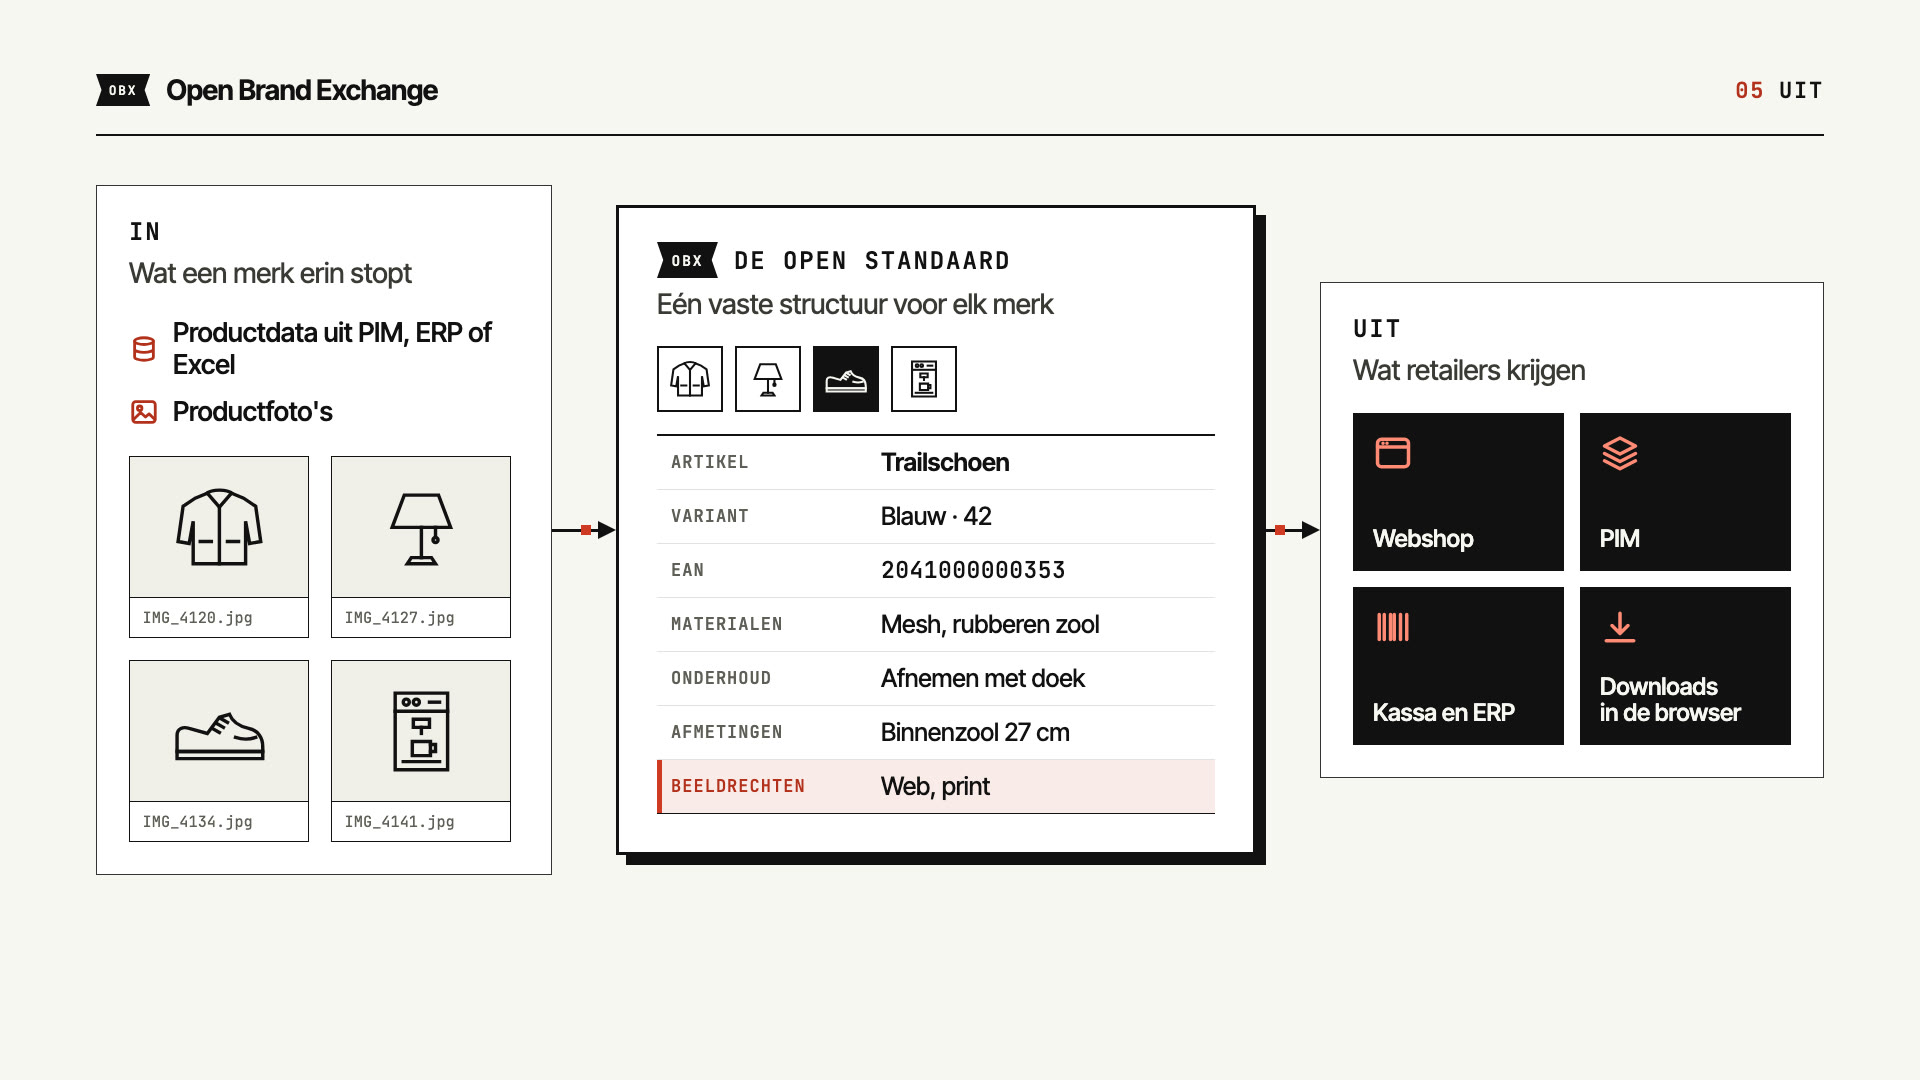 OBX Open Brand Exchange
05 UIT
IN
Wat een merk erin stopt
Productdata uit PIM, ERP of
Excel
Productfoto's
IMG_4120.jpg
IMG_4127.jpg
IMG_4134.jpg
IMG_4141.jpg
OBX DE OPEN STANDAARD
Eén vaste structuur voor elk merk
ARTIKEL Trailschoen
VARIANT Blauw · 42
EAN 2041000000353
MATERIALEN Mesh, rubberen zool
ONDERHOUD Afnemen met doek
AFMETINGEN Binnenzool 27 cm
BEELDRECHTEN Web, print
UIT
Wat retailers krijgen
Webshop
PIM
Kassa en ERP
Downloads
in de browser